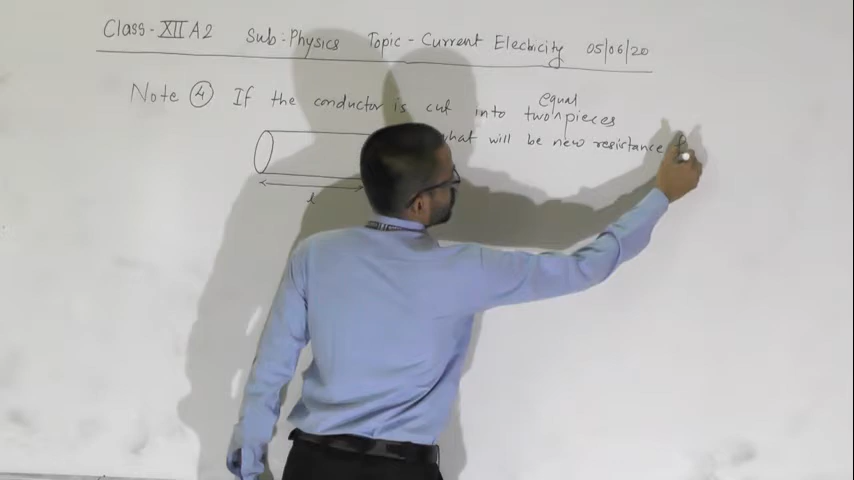 Class-XII A2 Sub:Physics Topic-Current Electricity 05/06/20
Note ④ If the conductor is cut into two^pieces
equal
what will be new resistance
l